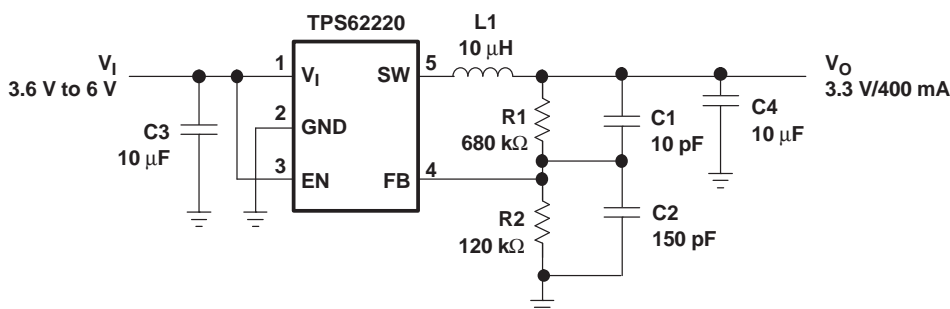 TPS62220
L1
10 μH
V_I
3.6 V to 6 V
1
V_I
SW
5
V_O
3.3 V/400 mA
C3
10 μF
2
GND
R1
680 kΩ
C1
10 pF
C4
10 μF
3
EN
FB
4
R2
120 kΩ
C2
150 pF